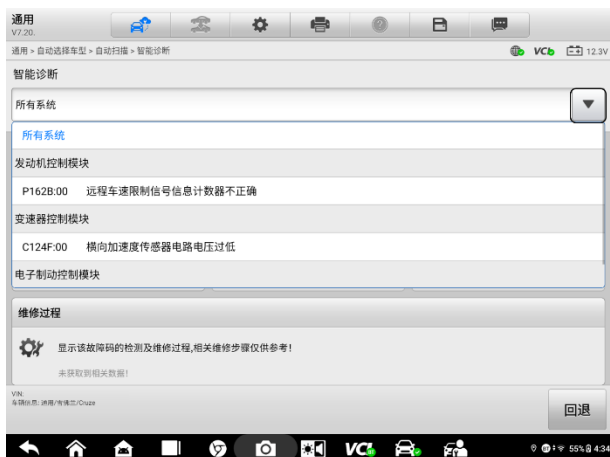 通用
V7.20.
通用 > 自动选择车型 > 自动扫描 > 智能诊断
VCb 12.3V
智能诊断
所有系统
所有系统
发动机控制模块
P162B:00 远程车速限制信号信息计数器不正确
变速器控制模块
C124F:00 横向加速度传感器电路电压过低
电子制动控制模块
维修过程
显示该故障码的检测及维修过程,相关维修步骤仅供参考!
未获取到相关数据!
VIN:
车辆信息: 通用/雪佛兰/Cruze
回退
55% 4:34